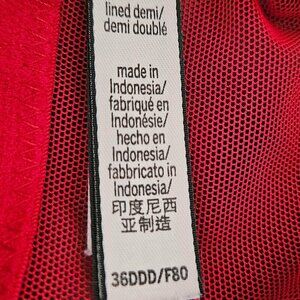 lined demi/
demi doublé
made in
Indonesia/
fabriqué en
Indonésie/
hecho en
Indonesia/
fabbricato in
Indonesia/
印度尼西
亚制造
36DDD/F80